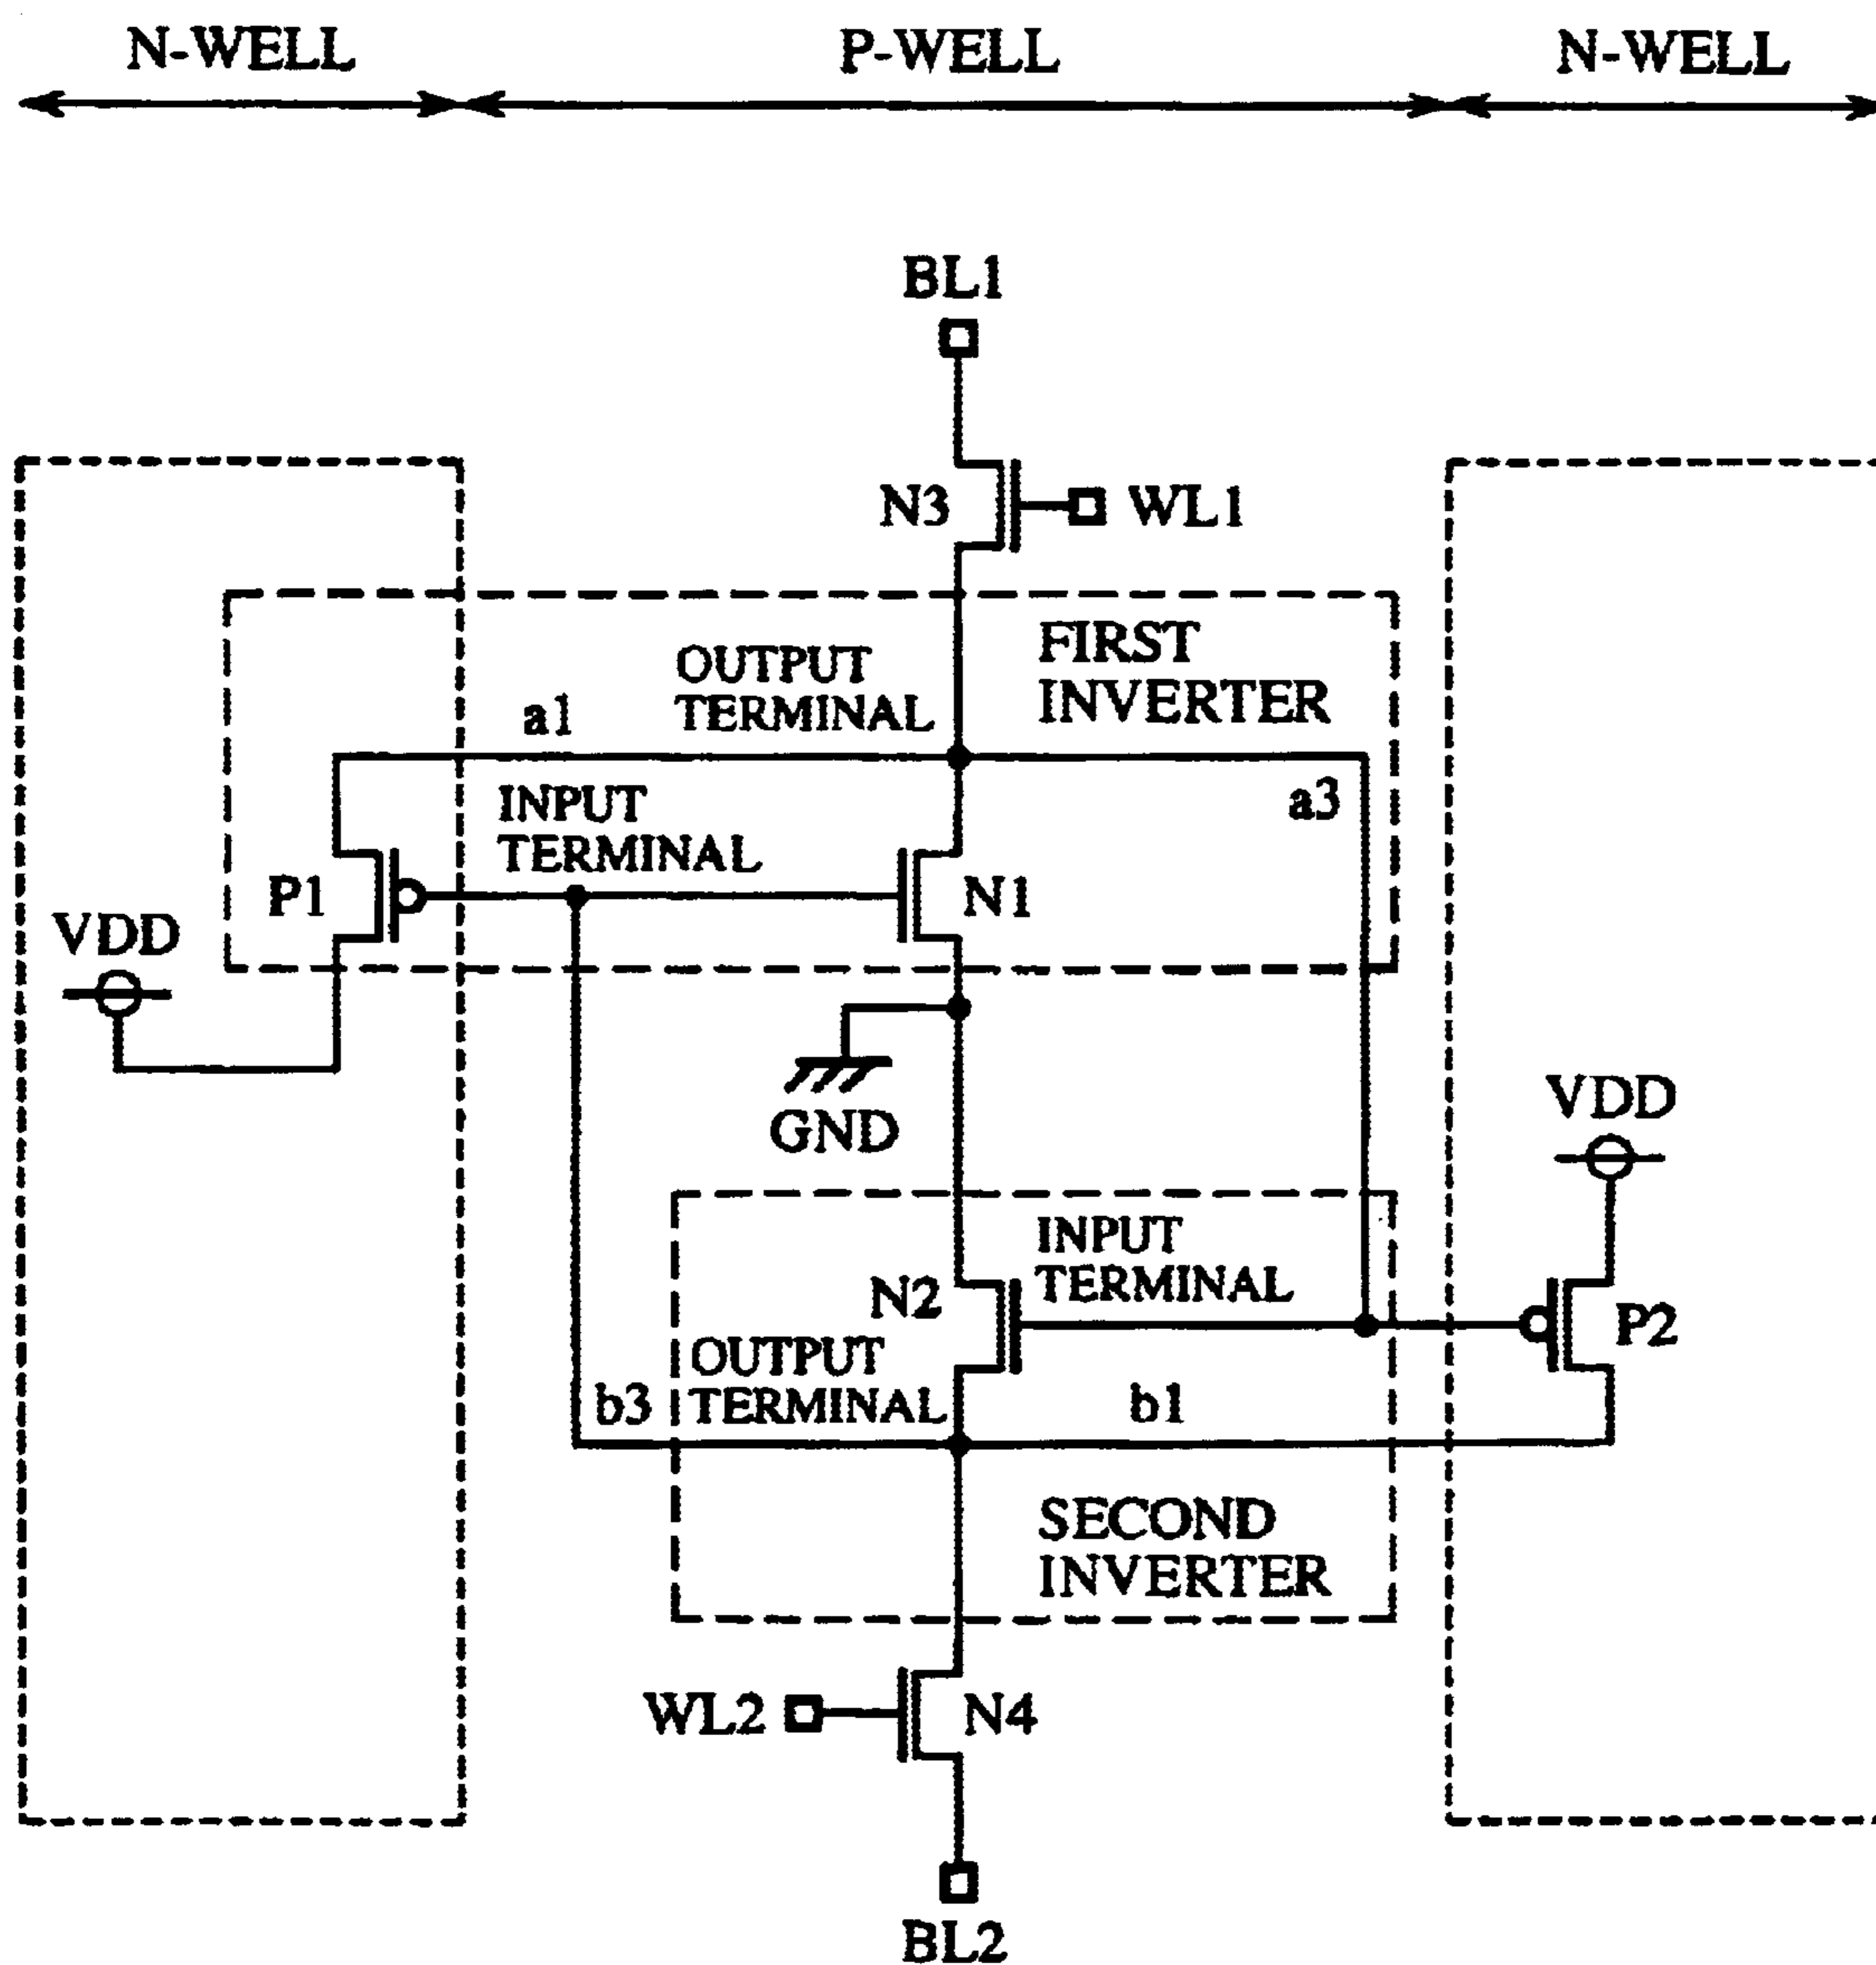 N-WELL P-WELL N-WELL
BL1
N3 WL1
FIRST
INVERTER
OUTPUT
TERMINAL
a1
a3
INPUT
TERMINAL
P1 N1
VDD
GND
VDD
INPUT
TERMINAL
N2
P2
OUTPUT
TERMINAL
b3 b1
SECOND
INVERTER
WL2 N4
BL2